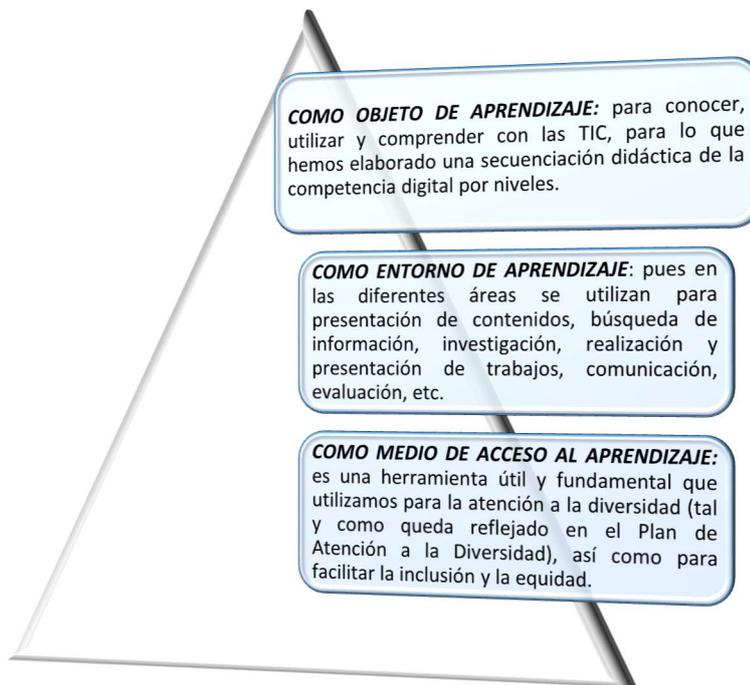 COMO OBJETO DE APRENDIZAJE: para conocer,
utilizar y comprender con las TIC, para lo que
hemos elaborado una secuenciación didáctica de la
competencia digital por niveles.
COMO ENTORNO DE APRENDIZAJE: pues en
las diferentes áreas se utilizan para
presentación de contenidos, búsqueda de
información, investigación, realización y
presentación de trabajos, comunicación,
evaluación, etc.
COMO MEDIO DE ACCESO AL APRENDIZAJE:
es una herramienta útil y fundamental que
utilizamos para la atención a la diversidad (tal
y como queda reflejado en el Plan de
Atención a la Diversidad), así como para
facilitar la inclusión y la equidad.